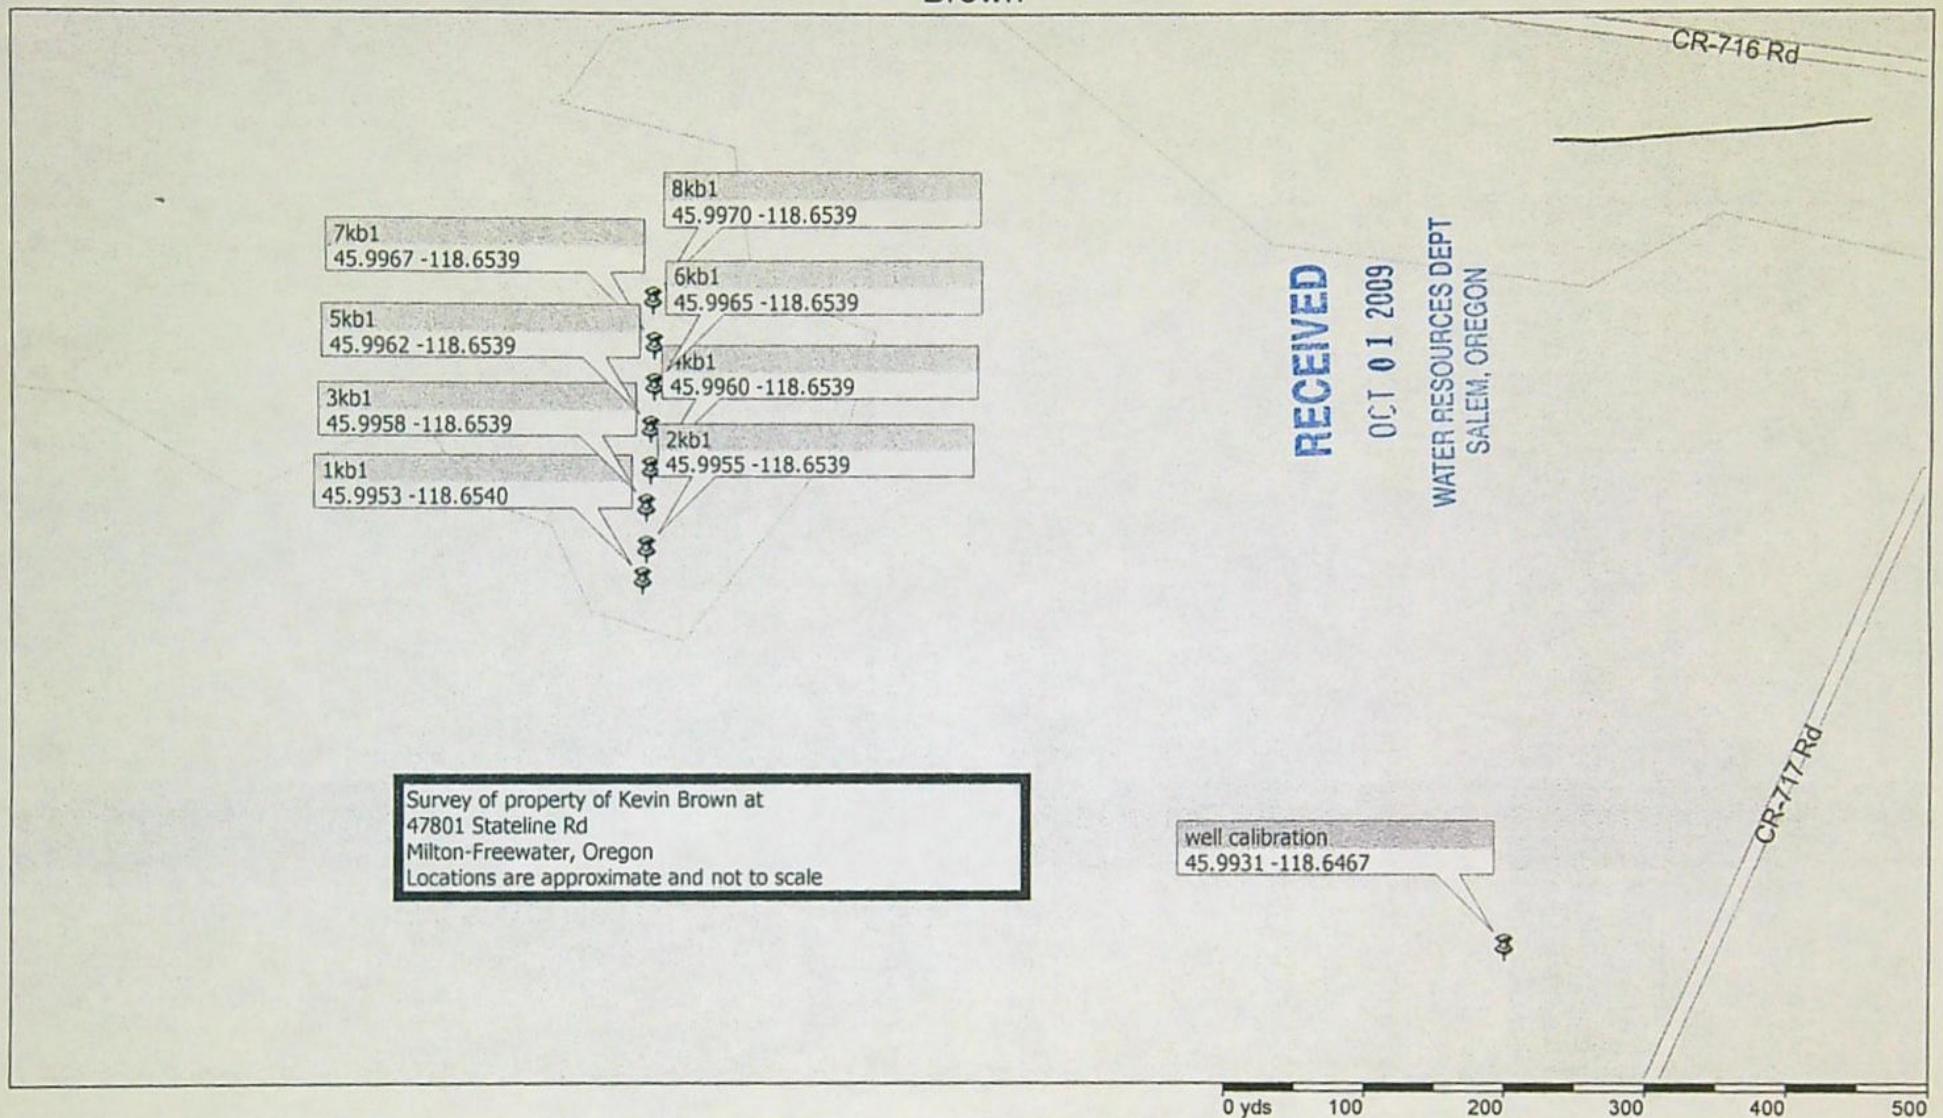 Brown
CR-716 Rd
8kb1
45.9970 -118.6539
7kb1
45.9967 -118.6539
6kb1
45.9965 -118.6539
5kb1
45.9962 -118.6539
4kb1
45.9960 -118.6539
3kb1
45.9958 -118.6539
2kb1
45.9955 -118.6539
1kb1
45.9953 -118.6540
RECEIVED
OCT 01 2009
WATER RESOURCES DEPT
SALEM, OREGON
Survey of property of Kevin Brown at
47801 Stateline Rd
Milton-Freewater, Oregon
Locations are approximate and not to scale
well calibration
45.9931 -118.6467
CR-717 Rd
0 yds 100 200 300 400 500